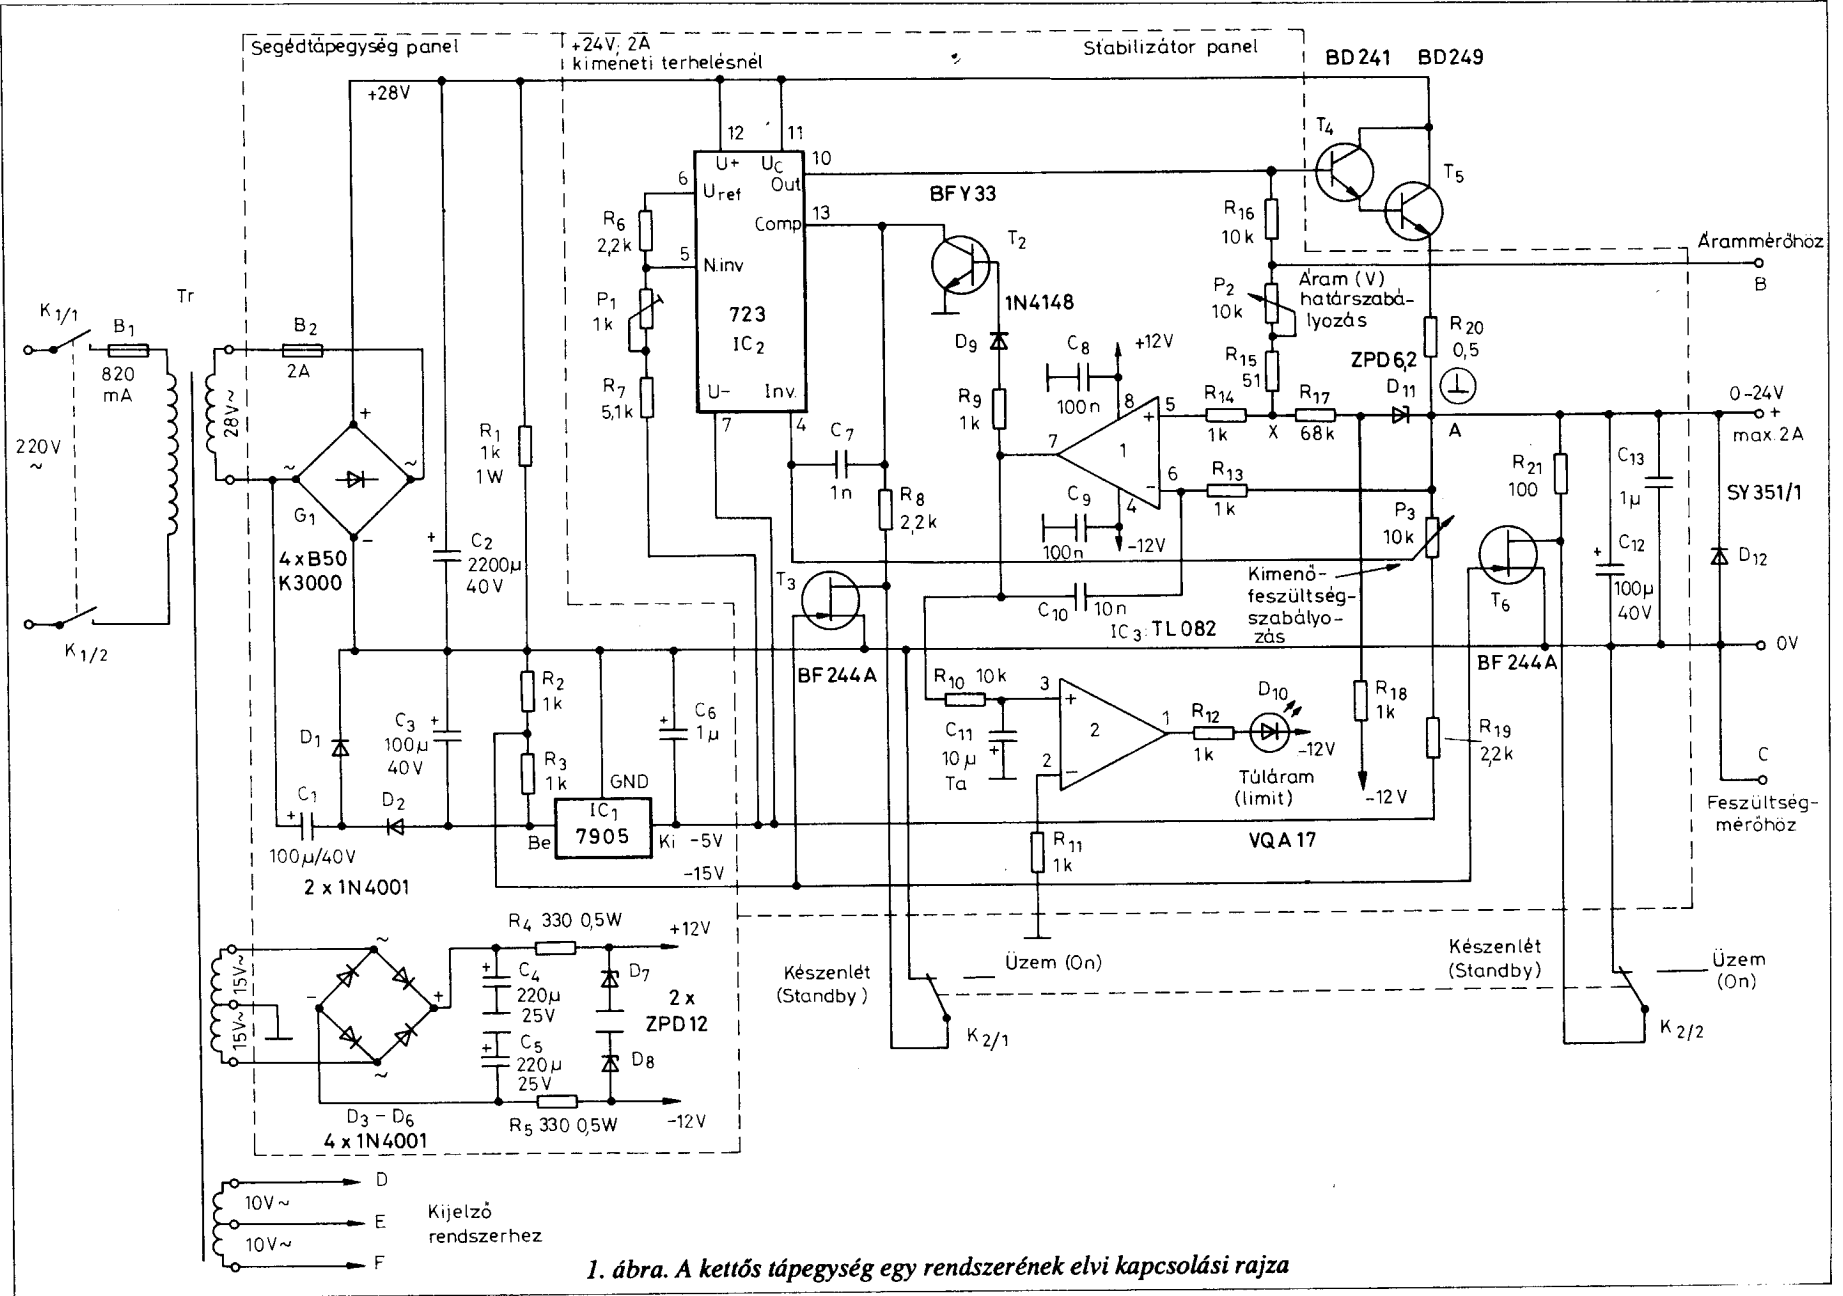 Segédtápegység panel
+24V; 2A
kimeneti terhelésnél
Stabilizátor panel
BD241
BD249
+28V
T4
T5
12
11
U+
UC
10
Out
6
Uref
BFY33
R6
2,2k
Comp
13
T2
R16
10k
5
N.inv
Árammérőhöz
B
P1
1k
723
IC2
1N4148
P2
10k
Áram (V)
határszabá-
lyozás
K1/1
Tr
B1
820
mA
B2
2A
D9
C8
100n
+12V
R15
51
ZPD6,2
D11
R20
0,5
R7
5,1k
U-
Inv.
7
4
R9
1k
8
5
+
R14
1k
X
R17
68k
A
0-24V
+
max. 2A
220V
~
28V~
+
~
~
-
G1
R1
1k
1W
C7
1n
7
1
6
-
R13
1k
R21
100
C13
1µ
SY351/1
R8
2,2k
C9
100n
4
-12V
P3
10k
4xB50
K3000
+
C2
2200µ
40V
T3
Kimenő-
feszültség-
szabályo-
zás
T6
+
C12
100µ
40V
D12
C10
10n
IC3: TL082
K1/2
BF244A
BF244A
0V
R2
1k
R10
10k
3
+
D10
R18
1k
D1
+
C3
100µ
40V
+
C6
1µ
C11
10µ
+
Ta
2
1
R12
1k
-12V
R19
2,2k
R3
1k
GND
2
-
Túláram
(limit)
-12V
C
Feszültség-
mérőhöz
+
C1
100µ/40V
D2
Be
IC1
7905
Ki
-5V
R11
1k
VQA17
2x1N4001
-15V
R4 330 0,5W
+12V
~
15V~
15V~
-
+
~
+
C4
220µ
25V
+
C5
220µ
25V
D7
2x
ZPD12
D8
Készenlét
(Standby)
Üzem (On)
K2/1
Készenlét
(Standby)
Üzem
(On)
K2/2
D3-D6
4x1N4001
R5 330 0,5W
-12V
D
10V~
E
Kijelző
rendszerhez
10V~
F
1. ábra. A kettős tápegység egy rendszerének elvi kapcsolási rajza